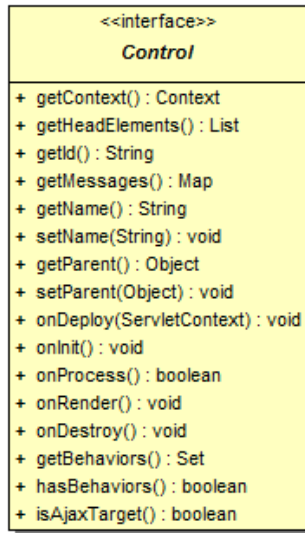 <<interface>>
Control
+ getContext() : Context
+ getHeadElements() : List
+ getId() : String
+ getMessages() : Map
+ getName() : String
+ setName(String) : void
+ getParent() : Object
+ setParent(Object) : void
+ onDeploy(ServletContext) : void
+ onInit() : void
+ onProcess() : boolean
+ onRender() : void
+ onDestroy() : void
+ getBehaviors() : Set
+ hasBehaviors() : boolean
+ isAjaxTarget() : boolean